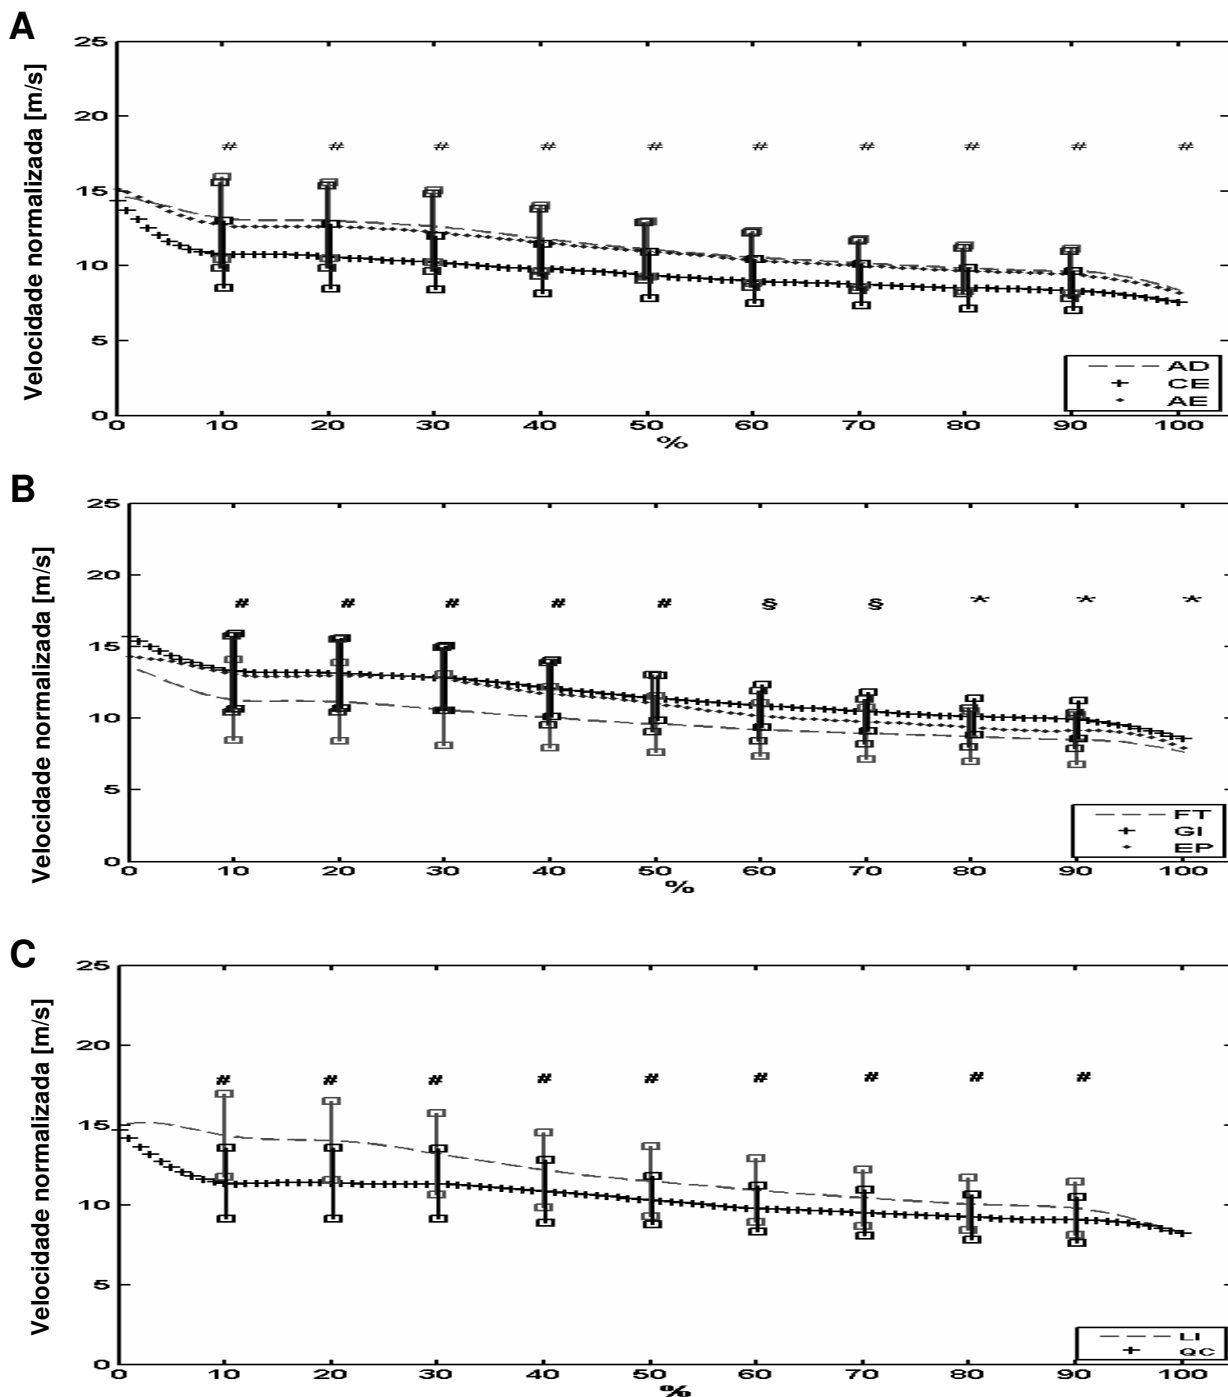 A
Velocidade normalizada [m/s]
25
20
15
10
5
0
# # # # # # # # # #
AD
CE
AE
0 10 20 30 40 50 60 70 80 90 100
%
B
Velocidade normalizada [m/s]
25
20
15
10
5
0
# # # # # § § * * *
FT
GI
EP
0 10 20 30 40 50 60 70 80 90 100
%
C
Velocidade normalizada [m/s]
25
20
15
10
5
0
# # # # # # # # #
LI
QC
0 10 20 30 40 50 60 70 80 90 100
%